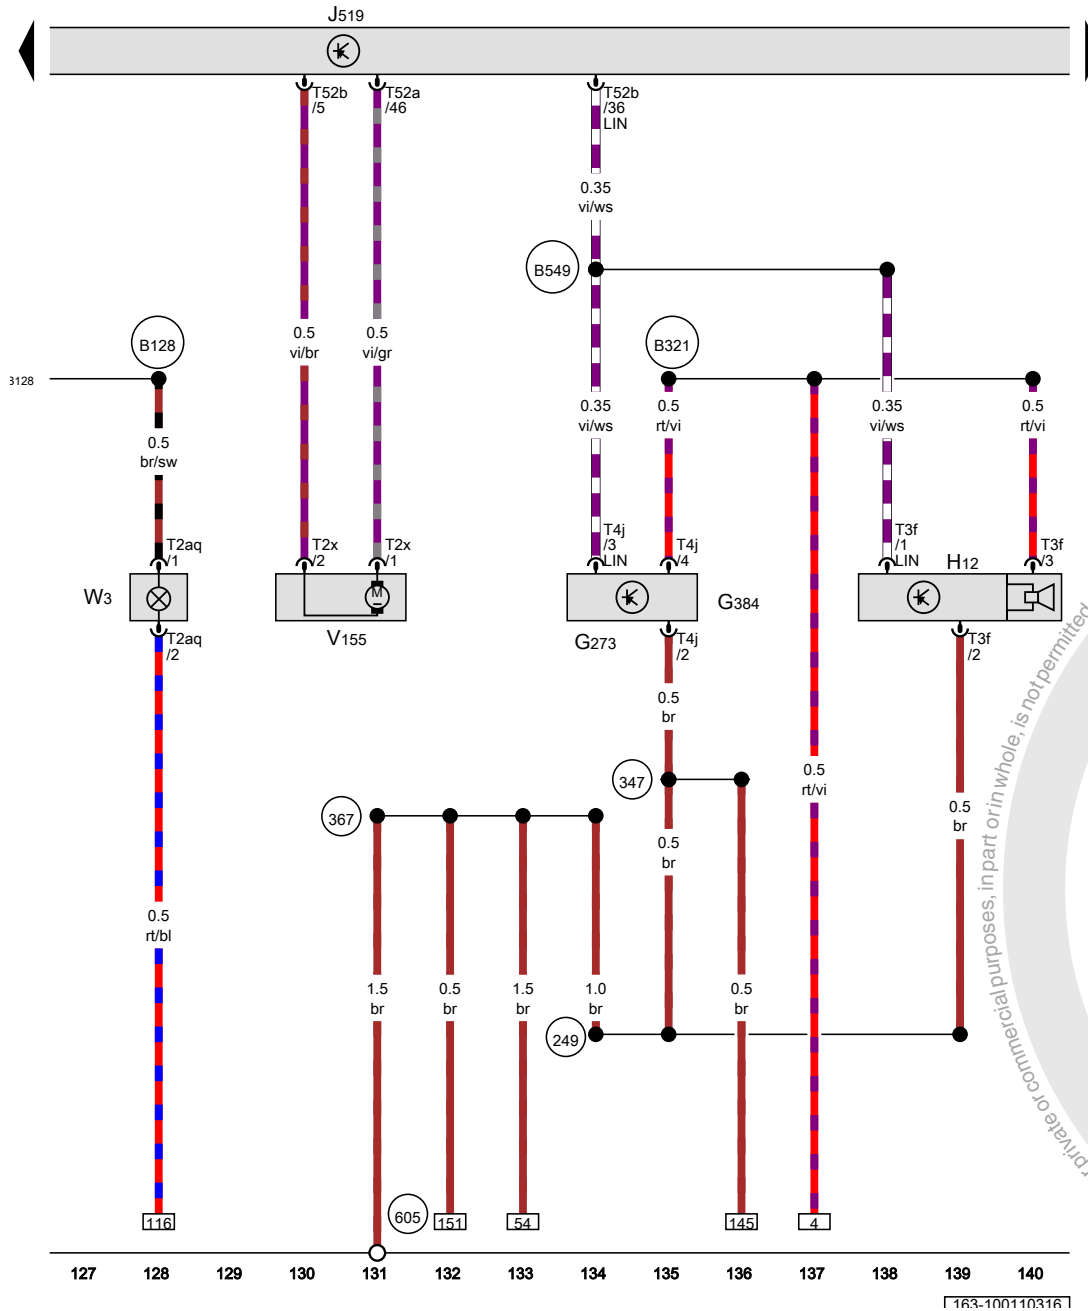 J519
T52b
/5
T52a
/46
T52b
/36
LIN
0.35
vi/ws
B549
B128
0.5
vi/br
0.5
vi/gr
B321
3128
0.5
br/sw
0.35
vi/ws
0.5
rt/vi
0.35
vi/ws
0.5
rt/vi
T2aq
/1
T2x
/2
T2x
/1
T4j
/3
LIN
T4j
/4
T3f
/1
LIN
T3f
/3
H12
W3
M
G384
V155
G273
T2aq
/2
T4j
/2
T3f
/2
0.5
br
347
0.5
rt/vi
367
0.5
br
0.5
br
0.5
rt/bl
1.5
br
0.5
br
1.5
br
1.0
br
0.5
br
249
605
116
151
54
145
4
127 128 129 130 131 132 133 134 135 136 137 138 139 140
163-100110316
private or commercial purposes, in part or in whole, is not permitted